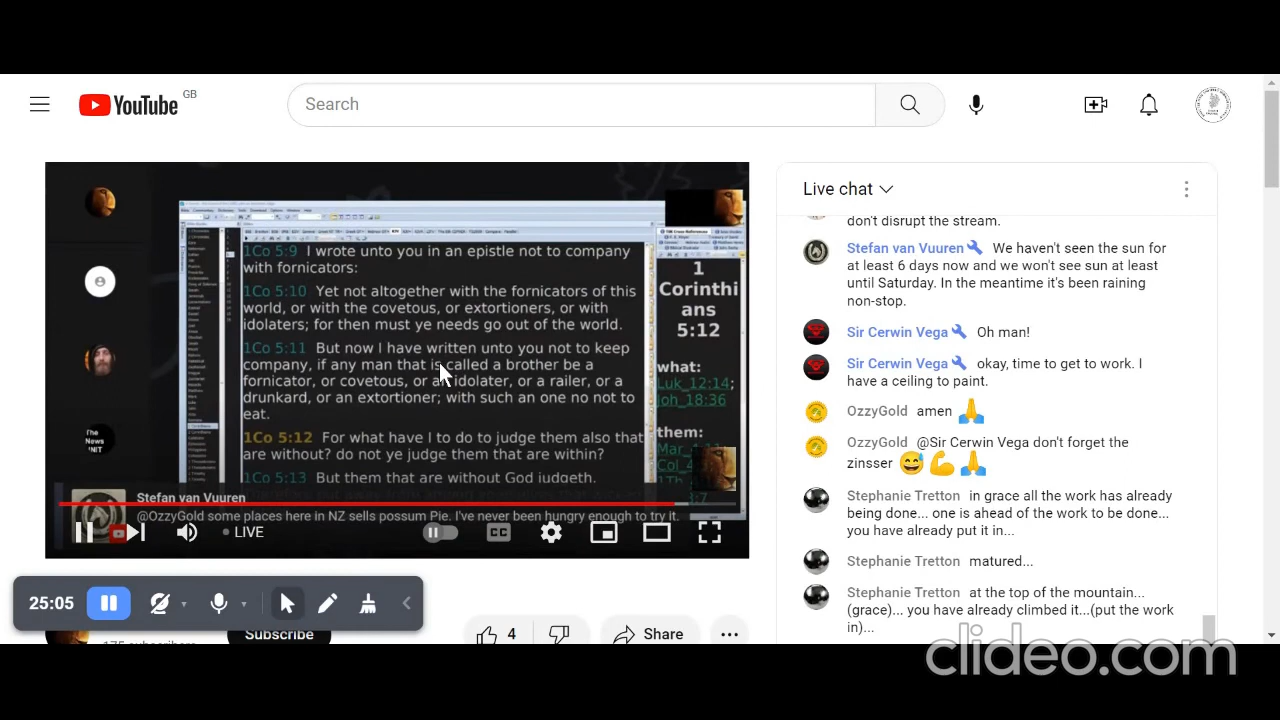 YouTube GB
Search
1Co 5:9 I wrote unto you in an epistle not to company
with fornicators:
1Co 5:10 Yet not altogether with the fornicators of this
world, or with the covetous, or extortioners, or with
idolaters; for then must ye needs go out of the world.
1Co 5:11 But now I have written unto you not to keep
company, if any man that is called a brother be a
fornicator, or covetous, or an idolater, or a railer, or a
drunkard, or an extortioner; with such an one no not to
eat.
1Co 5:12 For what have I to do to judge them also that
are without? do not ye judge them that are within?
1Co 5:13 But them that are without God judgeth.
1
Corinthi
ans
5:12
what:
Luk_12:14;
Joh_18:36
them:
The
News
Stefan van Vuuren
@OzzyGold some places here in NZ sells possum Pie. I've never been hungry enough to try it.
LIVE
CC
25:05
175 subscribers
Subscribe
4
Share
Live chat
don't disrupt the stream.
Stefan van Vuuren We haven't seen the sun for
at least 6 days now and we won't see sun at least
until Saturday. In the meantime it's been raining
non-stop.
Sir Cerwin Vega Oh man!
Sir Cerwin Vega okay, time to get to work. I
have a ceiling to paint.
OzzyGold amen 🙏
OzzyGold @Sir Cerwin Vega don't forget the
zinsser 😅💪🙏
Stephanie Tretton in grace all the work has already
being done... one is ahead of the work to be done...
you have already put it in...
Stephanie Tretton matured...
Stephanie Tretton at the top of the mountain...
(grace)... you have already climbed it...(put the work
in)...
clideo.com